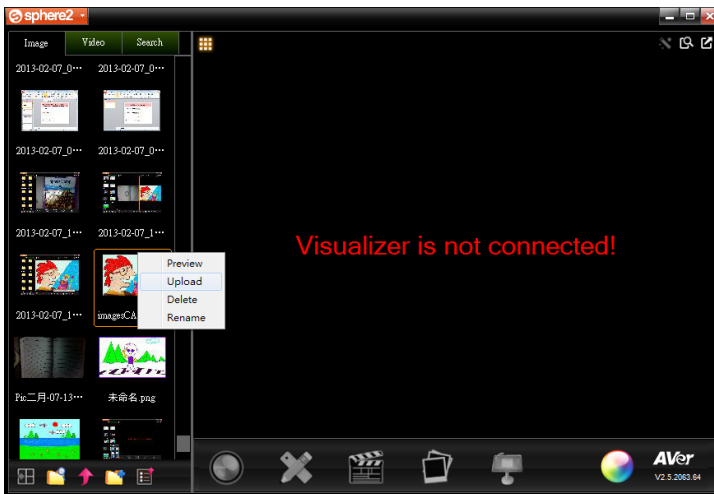 sphere2
Image Video Search
2013-02-07_0… 2013-02-07_0…
2013-02-07_0… 2013-02-07_0…
2013-02-07_1… 2013-02-07_1…
2013-02-07_1… imagesCA
Preview
Upload
Delete
Rename
Pic二月-07-13… 未命名.png
Visualizer is not connected!
AVer
V2.5.2063.64